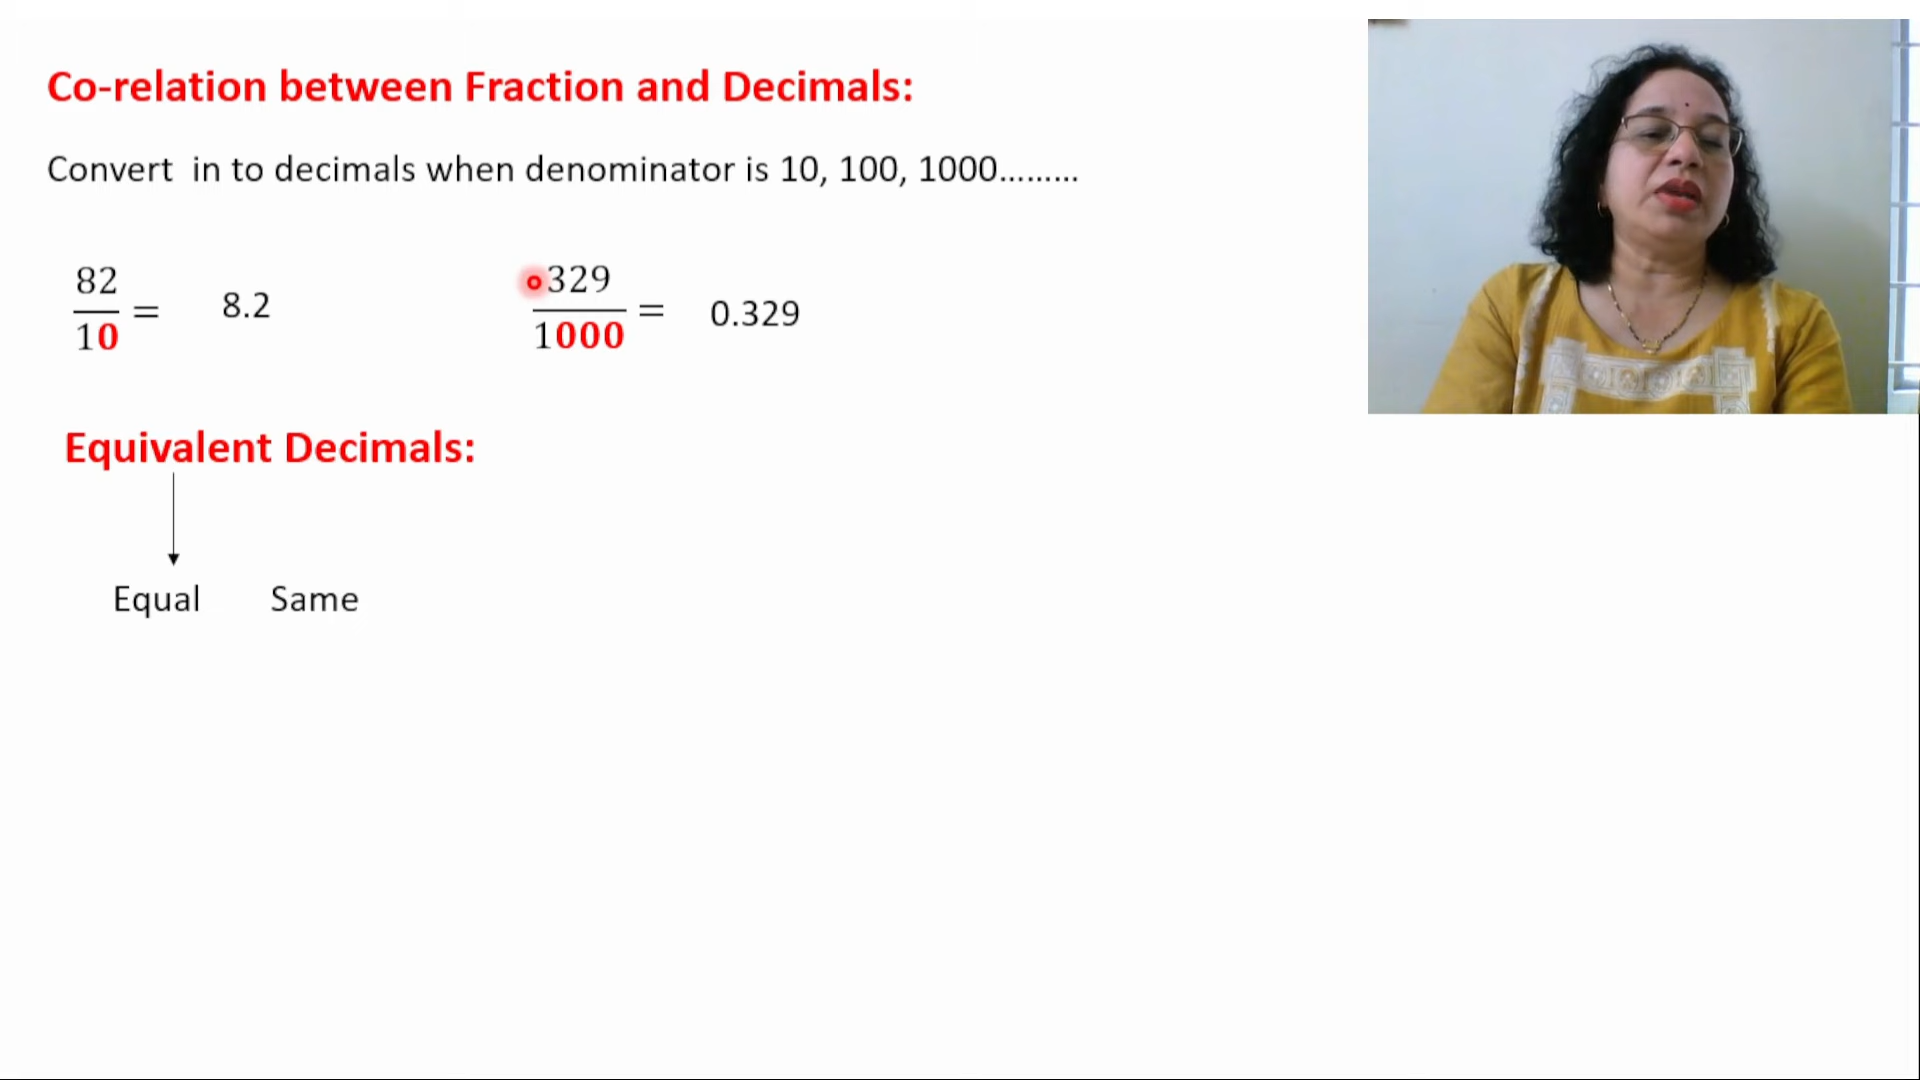 Co-relation between Fraction and Decimals:
Convert in to decimals when denominator is 10, 100, 1000.........
82/10 = 8.2 329/1000 = 0.329
Equivalent Decimals:
Equal Same